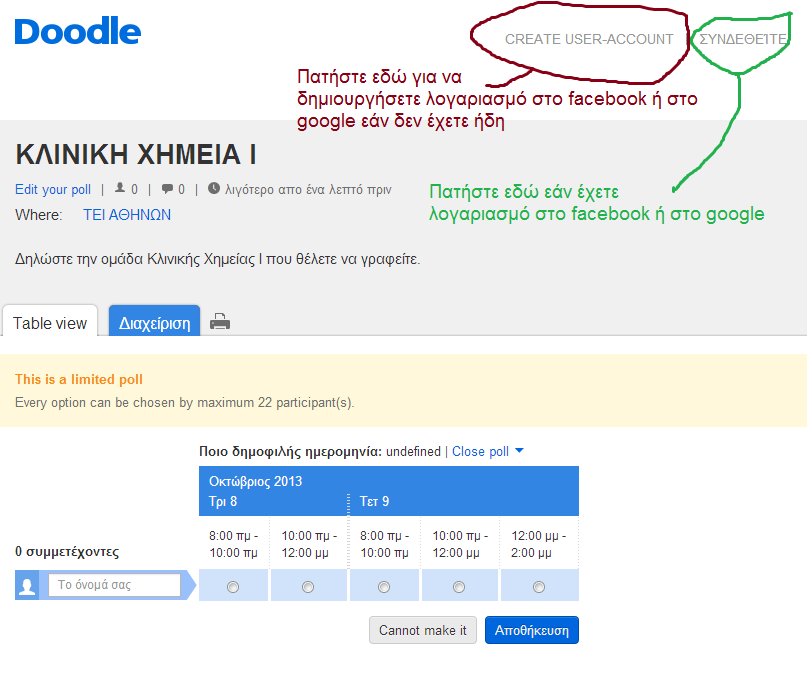 Doodle
CREATE USER-ACCOUNT
ΣΥΝΔΕΘΕΊΤΕ
Πατήστε εδώ για να
δημιουργήσετε λογαριασμό στο facebook ή στο
google εάν δεν έχετε ήδη
ΚΛΙΝΙΚΗ ΧΗΜΕΙΑ Ι
Edit your poll | 0 | 0 | λιγότερο απο ένα λεπτό πριν
Where: ΤΕΙ ΑΘΗΝΩΝ
Πατήστε εδώ εάν έχετε
λογαριασμό στο facebook ή στο google
Δηλώστε την ομάδα Κλινικής Χημείας Ι που θέλετε να γραφείτε.
Table view Διαχείριση
This is a limited poll
Every option can be chosen by maximum 22 participant(s).
Ποιο δημοφιλής ημερομηνία: undefined | Close poll
Οκτώβριος 2013
Τρι 8 Τετ 9
8:00 πμ - 10:00 πμ - 8:00 πμ - 10:00 πμ - 12:00 μμ -
10:00 πμ 12:00 μμ 10:00 πμ 12:00 μμ 2:00 μμ
0 συμμετέχοντες
Το όνομά σας
Cannot make it Αποθήκευση